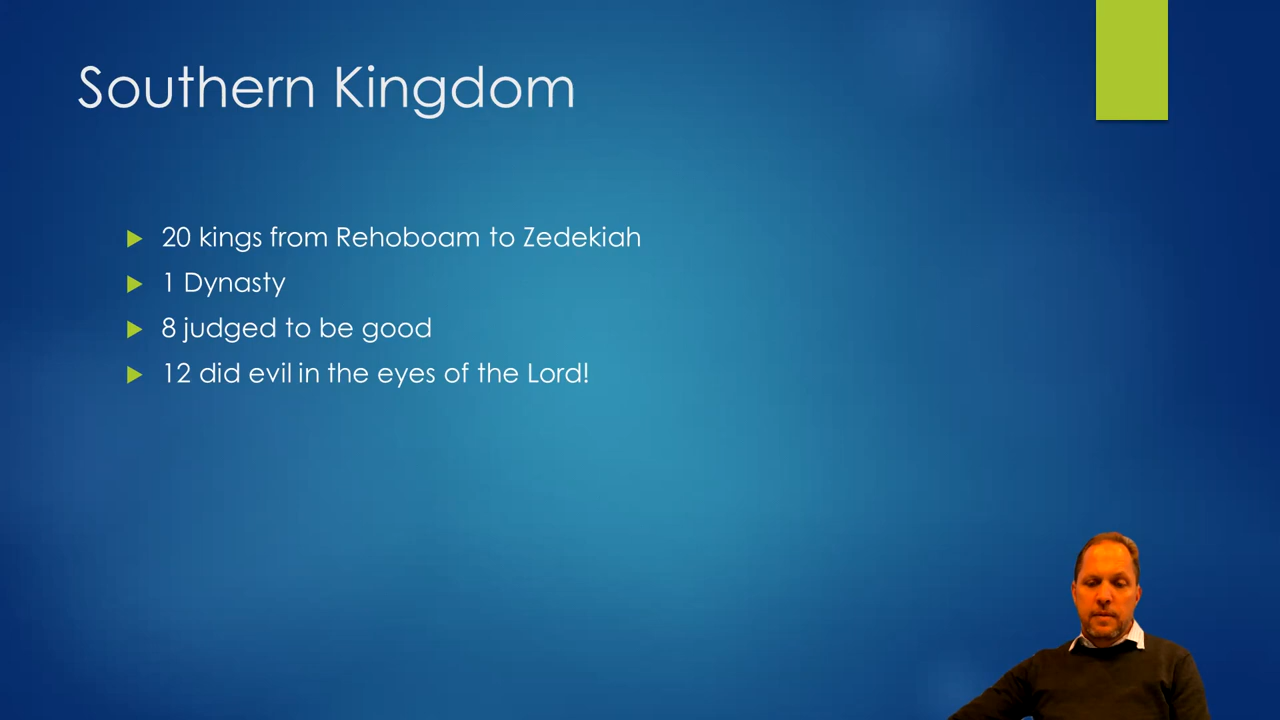 Southern Kingdom
20 kings from Rehoboam to Zedekiah
1 Dynasty
8 judged to be good
12 did evil in the eyes of the Lord!